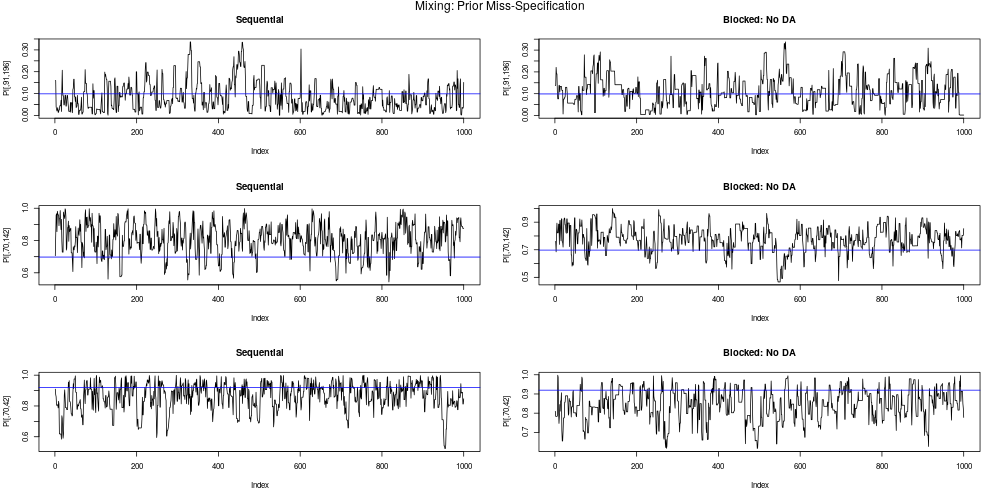 Mixing: Prior Miss-Specification
Sequential
PI[,91,196]
0.00 0.10 0.20 0.30
0 200 400 600 800 1000
Index
Blocked: No DA
PI[,91,196]
0.00 0.10 0.20 0.30
0 200 400 600 800 1000
Index
Sequential
PI[,70,142]
0.6 0.8 1.0
0 200 400 600 800 1000
Index
Blocked: No DA
PI[,70,142]
0.5 0.7 0.9
0 200 400 600 800 1000
Index
Sequential
PI[,70,42]
0.6 0.8 1.0
0 200 400 600 800 1000
Index
Blocked: No DA
PI[,70,42]
0.7 0.8 0.9 1.0
0 200 400 600 800 1000
Index